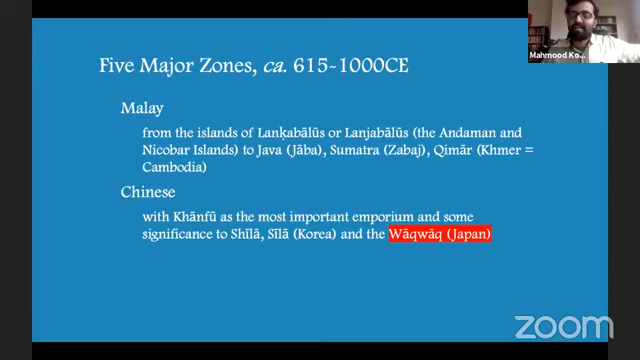 Mahmood Ko...
Five Major Zones, ca. 615-1000CE
Malay
from the islands of Lanḳabālūs or Lanjabālūs (the Andaman and
Nicobar Islands) to Java (Jāba), Sumatra (Zabaj), Qimār (Khmer =
Cambodia)
Chinese
with Khānfū as the most important emporium and some
significance to Shīlā, Sīlā (Korea) and the Wāqwāq (Japan)
zoom